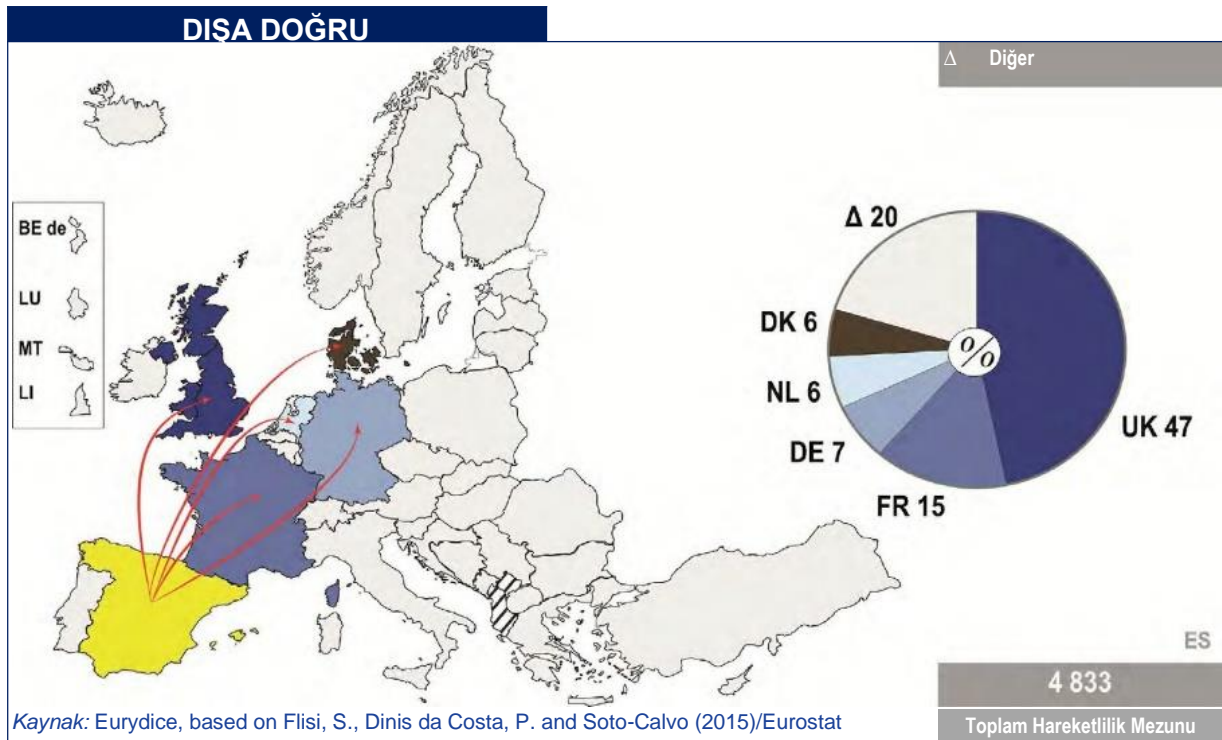 DIŞA DOĞRU
Δ Diğer
BE de
LU
MT
LI
Δ 20
DK 6
NL 6
DE 7
FR 15
UK 47
%
ES
4 833
Toplam Hareketlilik Mezunu
Kaynak: Eurydice, based on Flisi, S., Dinis da Costa, P. and Soto-Calvo (2015)/Eurostat